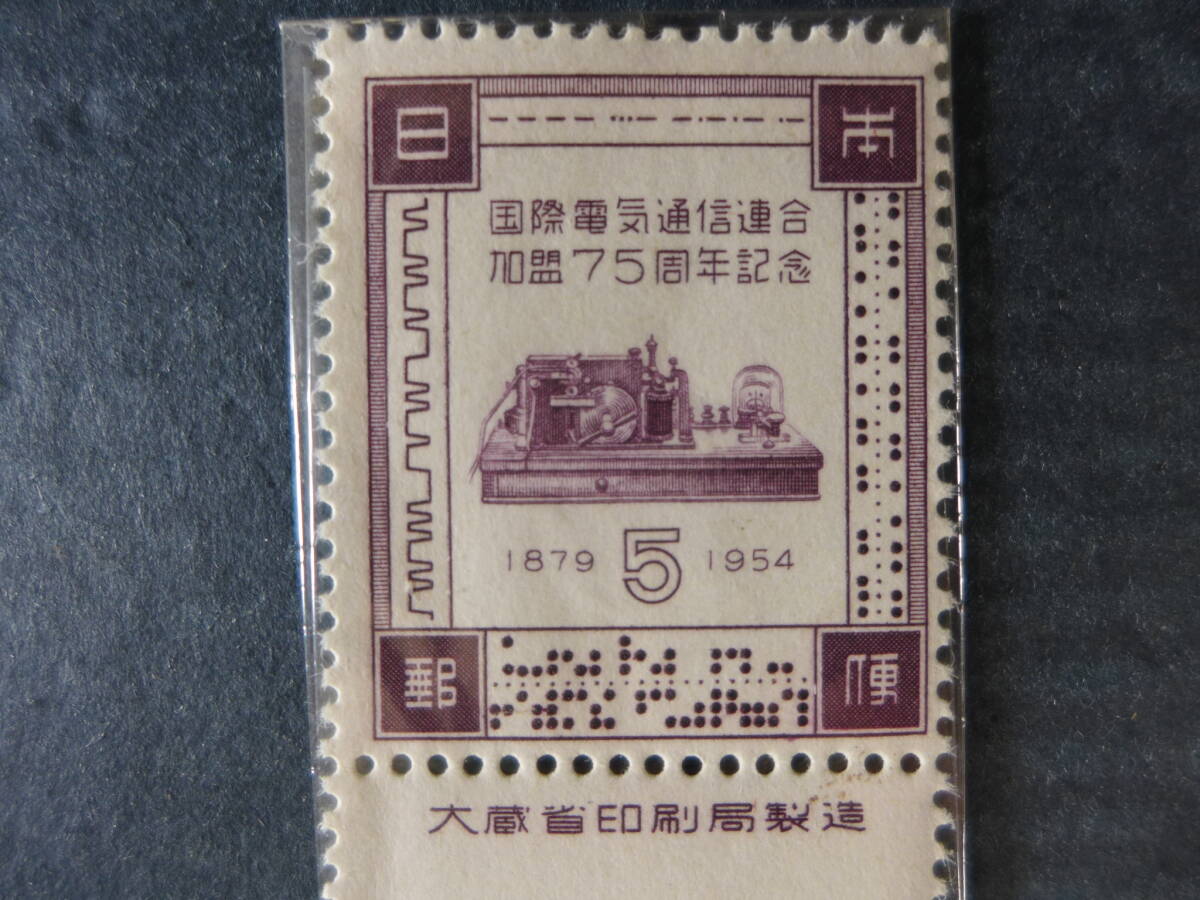 日本
国際電気通信連合
加盟75周年記念
1879 5 1954
郵便
大蔵省印刷局製造